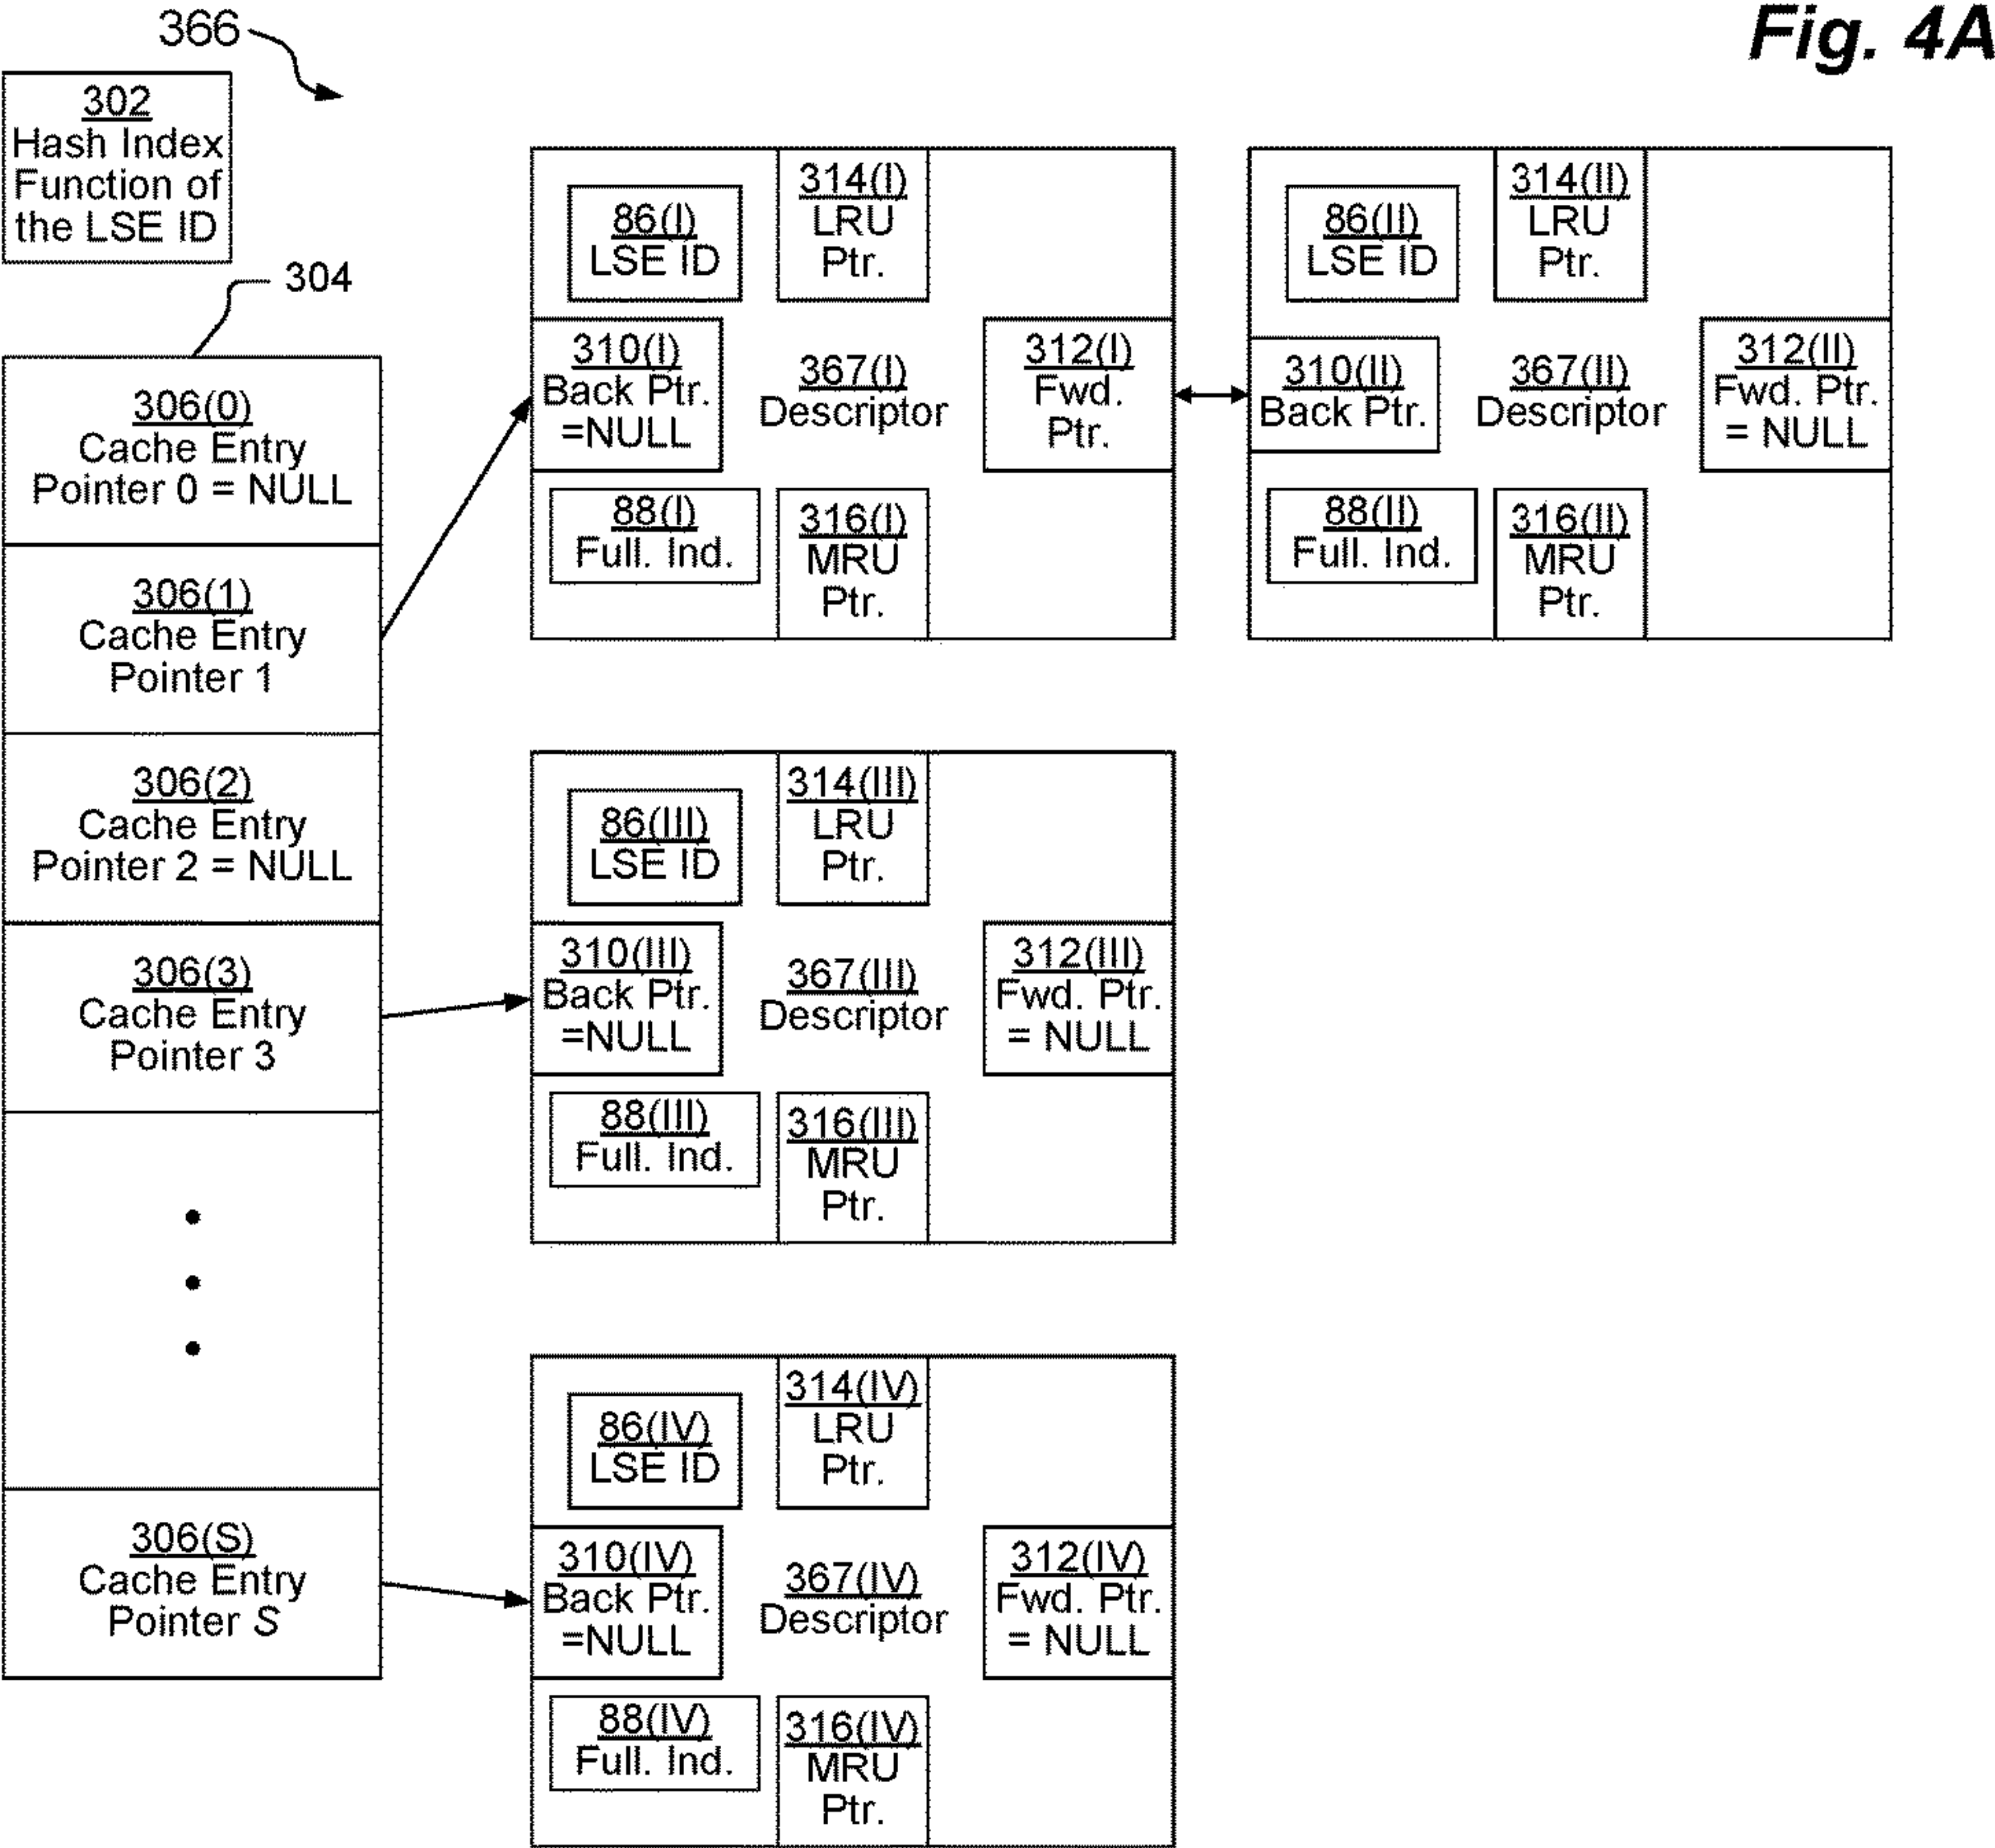 Fig. 4A
366
302
Hash Index
Function of
the LSE ID
304
306(0)
Cache Entry
Pointer 0 = NULL
306(1)
Cache Entry
Pointer 1
306(2)
Cache Entry
Pointer 2 = NULL
306(3)
Cache Entry
Pointer 3
306(S)
Cache Entry
Pointer S
86(I)
LSE ID
314(I)
LRU
Ptr.
310(I)
Back Ptr.
=NULL
367(I)
Descriptor
312(I)
Fwd.
Ptr.
88(I)
Full. Ind.
316(I)
MRU
Ptr.
86(II)
LSE ID
314(II)
LRU
Ptr.
310(II)
Back Ptr.
367(II)
Descriptor
312(II)
Fwd. Ptr.
= NULL
88(II)
Full. Ind.
316(II)
MRU
Ptr.
86(III)
LSE ID
314(III)
LRU
Ptr.
310(III)
Back Ptr.
=NULL
367(III)
Descriptor
312(III)
Fwd. Ptr.
= NULL
88(III)
Full. Ind.
316(III)
MRU
Ptr.
86(IV)
LSE ID
314(IV)
LRU
Ptr.
310(IV)
Back Ptr.
=NULL
367(IV)
Descriptor
312(IV)
Fwd. Ptr.
= NULL
88(IV)
Full. Ind.
316(IV)
MRU
Ptr.